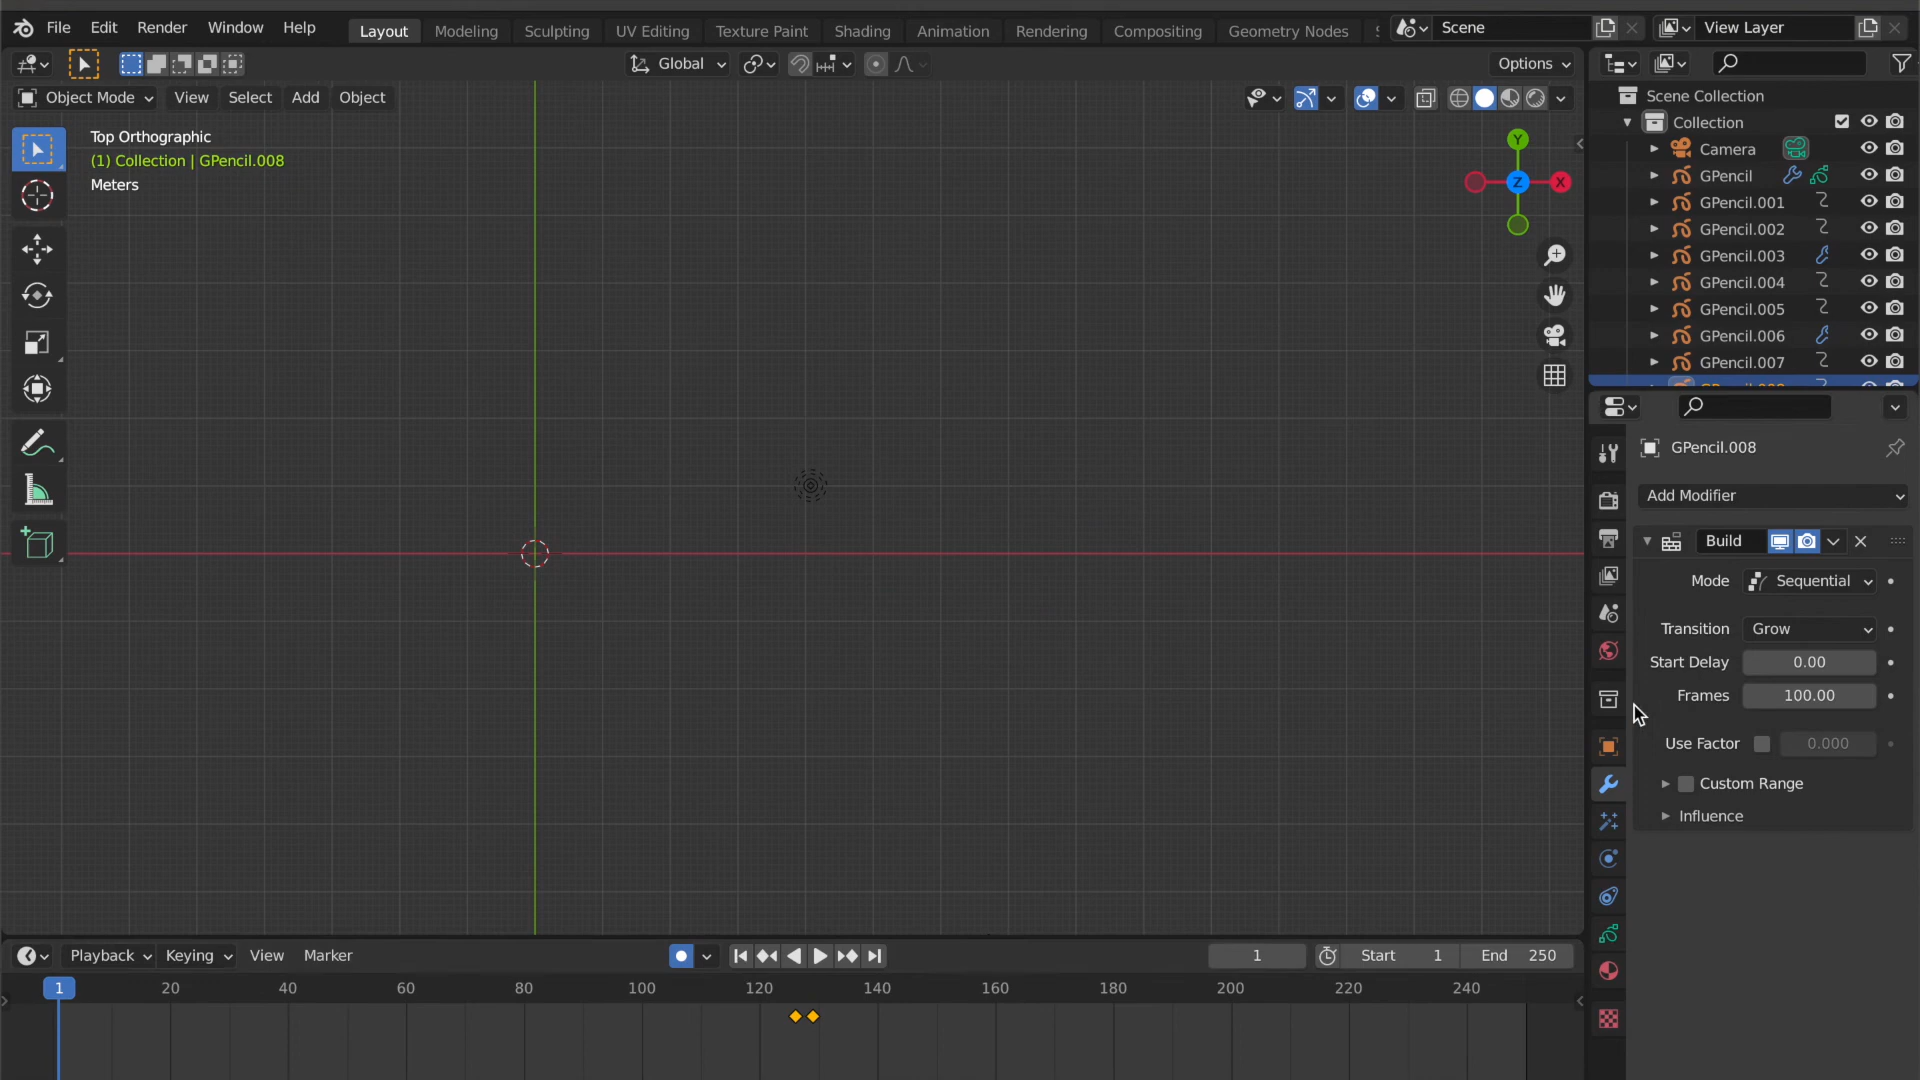 File Edit Render Window Help Layout Modeling Sculpting UV Editing Texture Paint Shading Animation Rendering Compositing Geometry Nodes Scene View Layer
Global Options
Object Mode View Select Add Object
Top Orthographic
(1) Collection | GPencil.008
Meters
Y
X
Z
Scene Collection
Collection
Camera
GPencil
GPencil.001
GPencil.002
GPencil.003
GPencil.004
GPencil.005
GPencil.006
GPencil.007
GPencil.008
Add Modifier
Build
Mode Sequential
Transition Grow
Start Delay 0.00
Frames 100.00
Use Factor 0.000
Custom Range
Influence
Playback Keying View Marker 1 Start 1 End 250
1 20 40 60 80 100 120 140 160 180 200 220 240